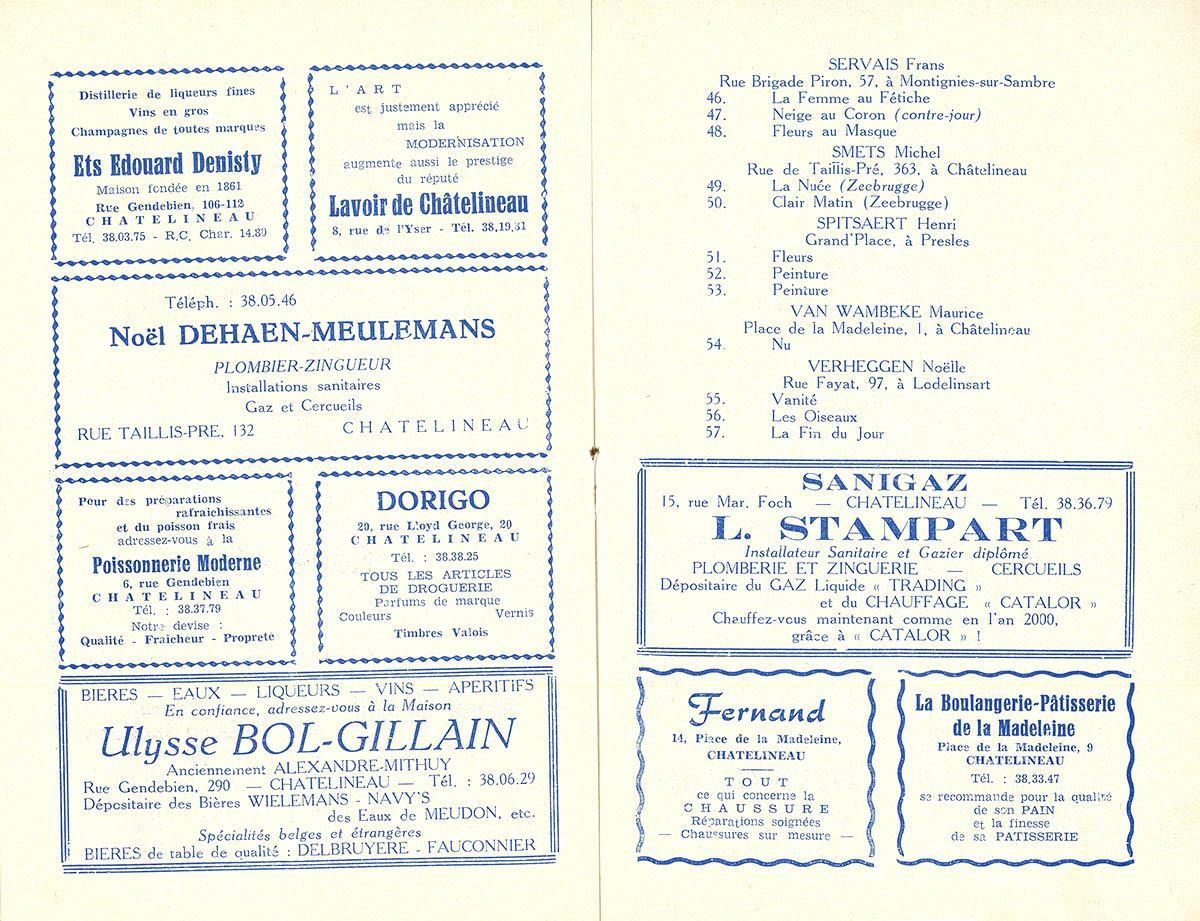 Distillerie de liqueurs fines
Vins en gros
Champagnes de toutes marques
Ets Edouard Denisty
Maison fondée en 1861
Rue Gendebien, 106-112
CHATELINEAU
Tél. 38.03.75 - R.C. Char. 14.89
L'ART
est justement apprécié
mais la
MODERNISATION
augmente aussi le prestige
du réputé
Lavoir de Châtelineau
8, rue de l'Yser - Tél. 38.19.31
Téléph. : 38.05.46
Noël DEHAEN-MEULEMANS
PLOMBIER-ZINGUEUR
Installations sanitaires
Gaz et Cercueils
RUE TAILLIS-PRE, 132 CHATELINEAU
Pour des préparations
rafraichissantes
et du poisson frais
adressez-vous à la
Poissonnerie Moderne
6, rue Gendebien
CHATELINEAU
Tél. : 38.37.79
Notre devise :
Qualité - Fraicheur - Propreté
DORIGO
20, rue Lloyd George, 20
CHATELINEAU
Tél. : 38.38.25
TOUS LES ARTICLES
DE DROGUERIE
Parfums de marque
Couleurs Vernis
Timbres Valois
BIERES — EAUX — LIQUEURS — VINS — APERITIFS
En confiance, adressez-vous à la Maison
Ulysse BOL-GILLAIN
Anciennement ALEXANDRE-MITHUY
Rue Gendebien, 290 — CHATELINEAU — Tél. : 38.06.29
Dépositaire des Bières WIELEMANS - NAVY'S
des Eaux de MEUDON, etc.
Spécialités belges et étrangères
BIERES de table de qualité : DELBRUYERE - FAUCONNIER
SERVAIS Frans
Rue Brigade Piron, 57, à Montignies-sur-Sambre
46. La Femme au Fétiche
47. Neige au Coron (contre-jour)
48. Fleurs au Masque
SMETS Michel
Rue de Taillis-Pré, 363, à Châtelineau
49. La Nuée (Zeebrugge)
50. Clair Matin (Zeebrugge)
SPITSAERT Henri
Grand'Place, à Presles
51. Fleurs
52. Peinture
53. Peinture
VAN WAMBEKE Maurice
Place de la Madeleine, 1, à Châtelineau
54. Nu
VERHEGGEN Noëlle
Rue Fayat, 97, à Lodelinsart
55. Vanité
56. Les Oiseaux
57. La Fin du Jour
SANIGAZ
15, rue Mar. Foch — CHATELINEAU — Tél. 38.36.79
L. STAMPART
Installateur Sanitaire et Gazier diplômé
PLOMBERIE ET ZINGUERIE — CERCUEILS
Dépositaire du GAZ Liquide « TRADING »
et du CHAUFFAGE « CATALOR »
Chauffez-vous maintenant comme en l'an 2000,
grâce à « CATALOR » !
Fernand
14, Place de la Madeleine,
CHATELINEAU
TOUT
ce qui concerne la
CHAUSSURE
Réparations soignées
— Chaussures sur mesure —
La Boulangerie-Pâtisserie
de la Madeleine
Place de la Madeleine, 9
CHATELINEAU
Tél. : 38.33.47
se recommande pour la qualité
de son PAIN
et la finesse
de sa PATISSERIE